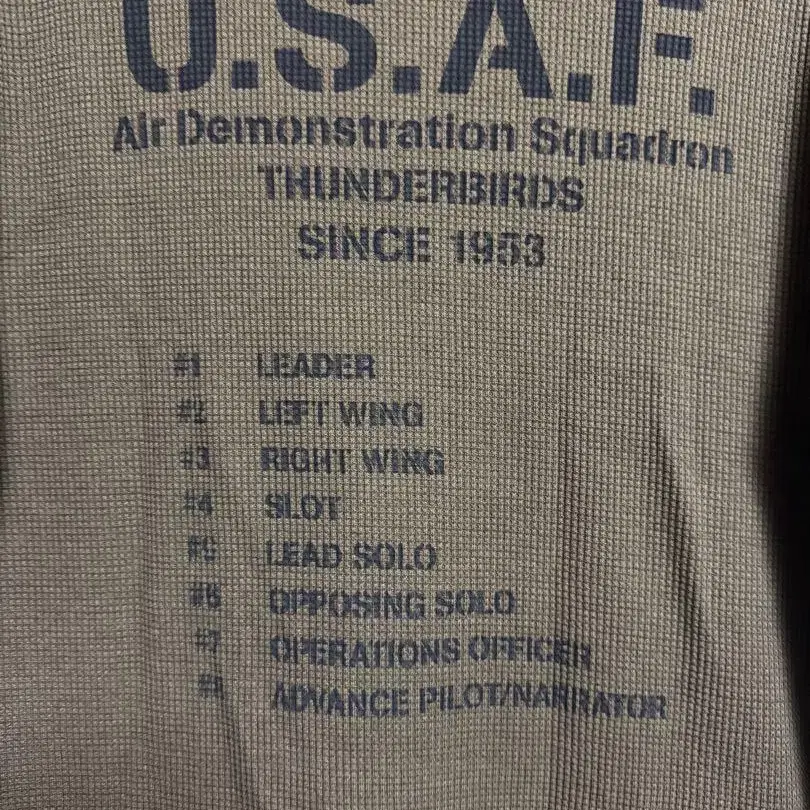 U.S.A.F.
Air Demonstration Squadron
THUNDERBIRDS
SINCE 1953
#1 LEADER
#2 LEFT WING
#3 RIGHT WING
#4 SLOT
#5 LEAD SOLO
#6 OPPOSING SOLO
#7 OPERATIONS OFFICER
#8 ADVANCE PILOT/NARRATOR